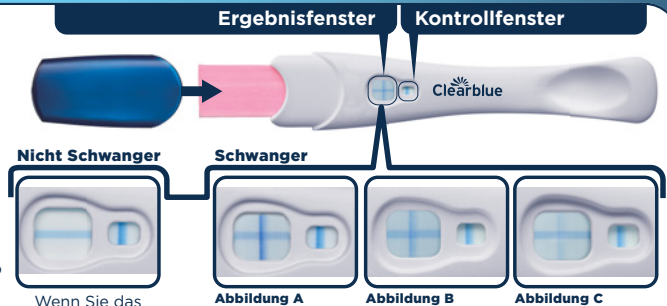 Ergebnisfenster Kontrollfenster
Clearblue
Nicht Schwanger Schwanger
Wenn Sie das Abbildung A Abbildung B Abbildung C